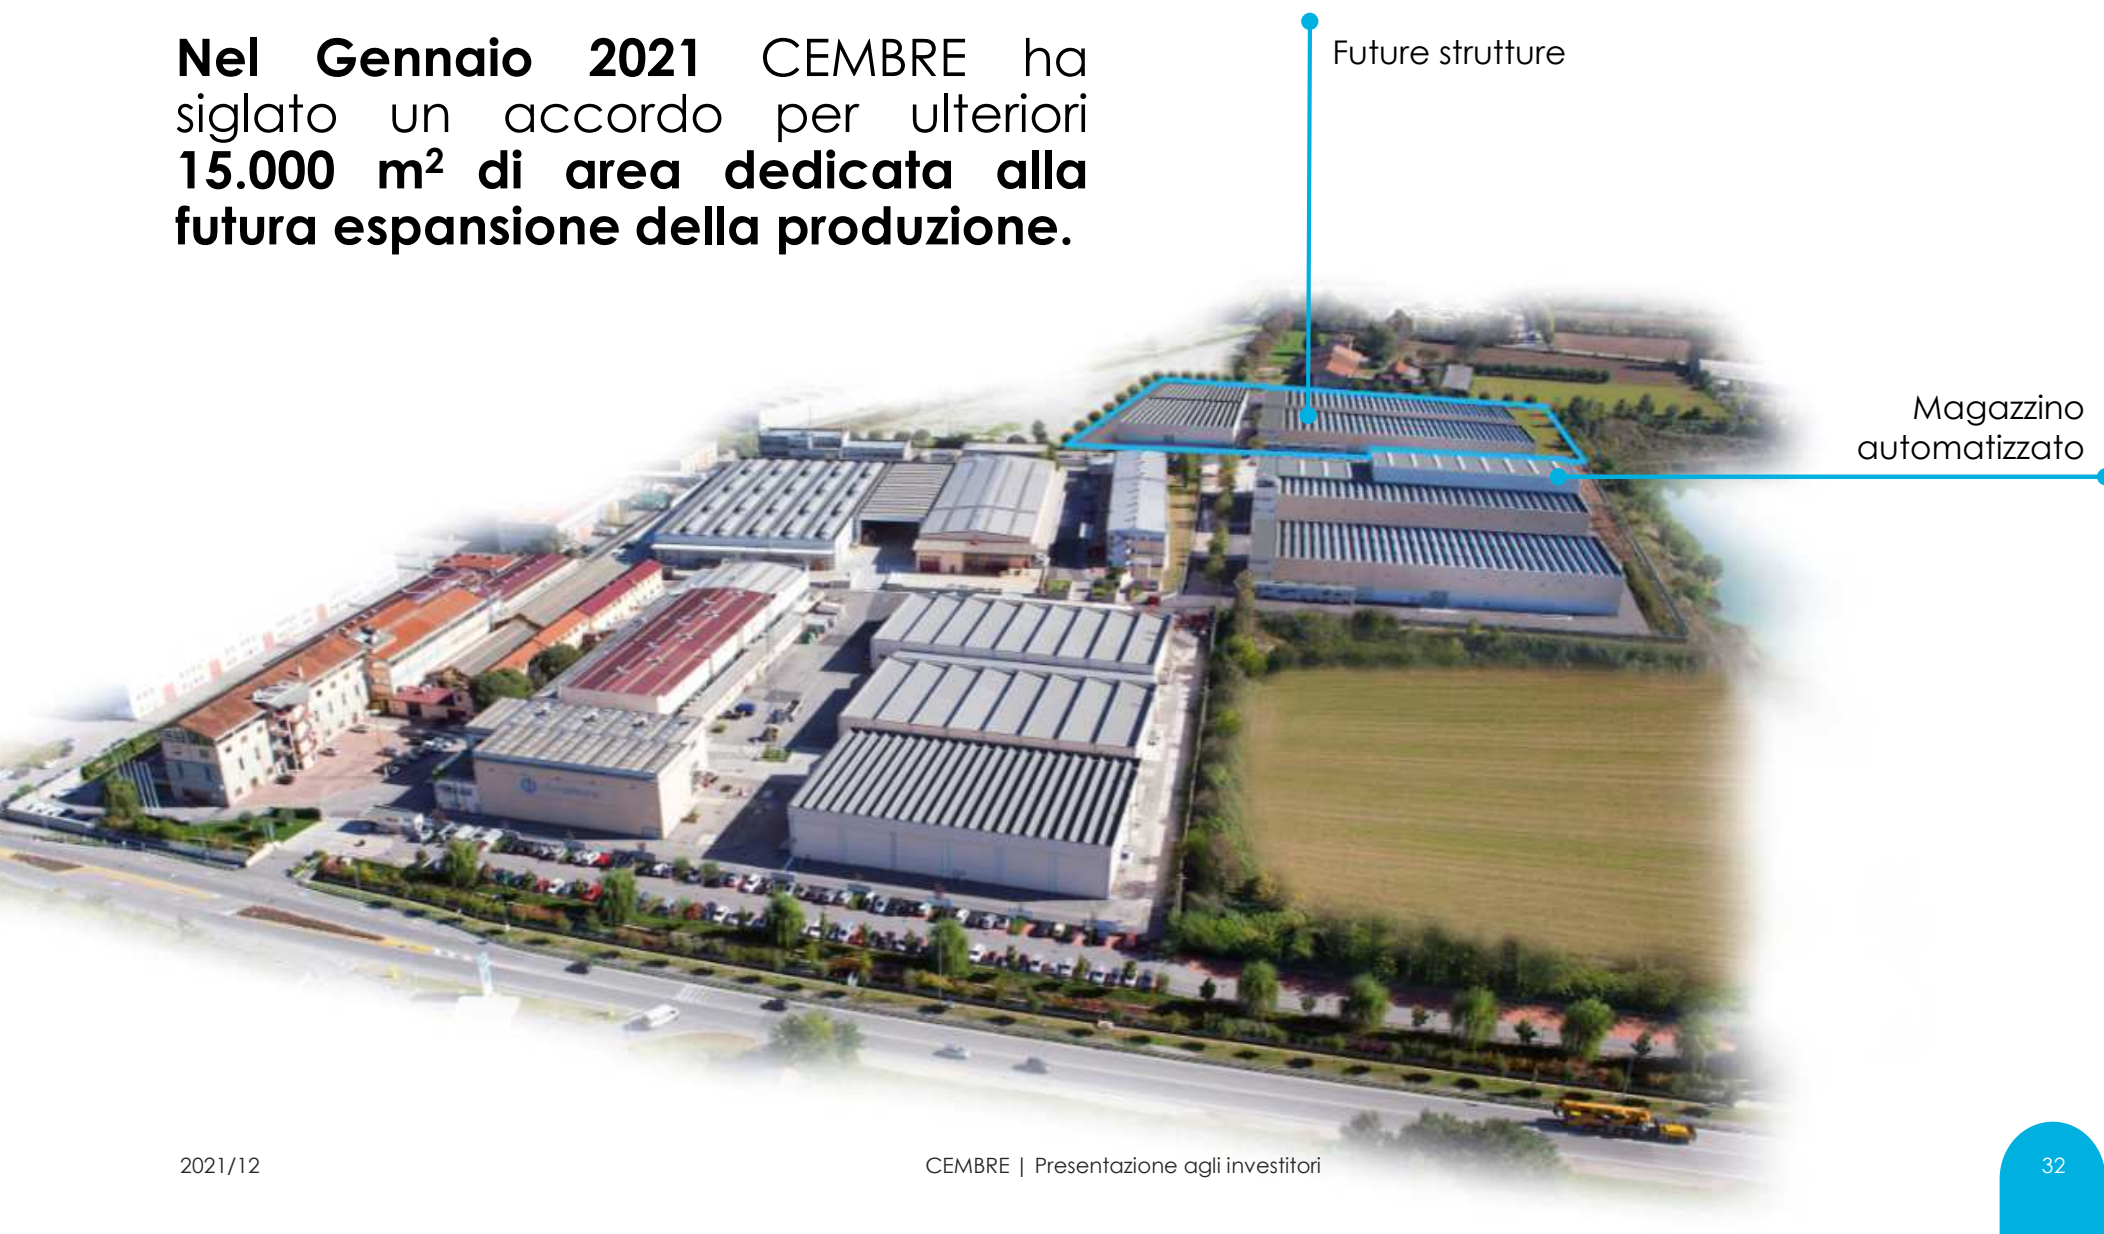 Nel Gennaio 2021 CEMBRE ha
siglato un accordo per ulteriori
15.000 m² di area dedicata alla
futura espansione della produzione.
Future strutture
Magazzino
automatizzato
2021/12
CEMBRE | Presentazione agli investitori
32